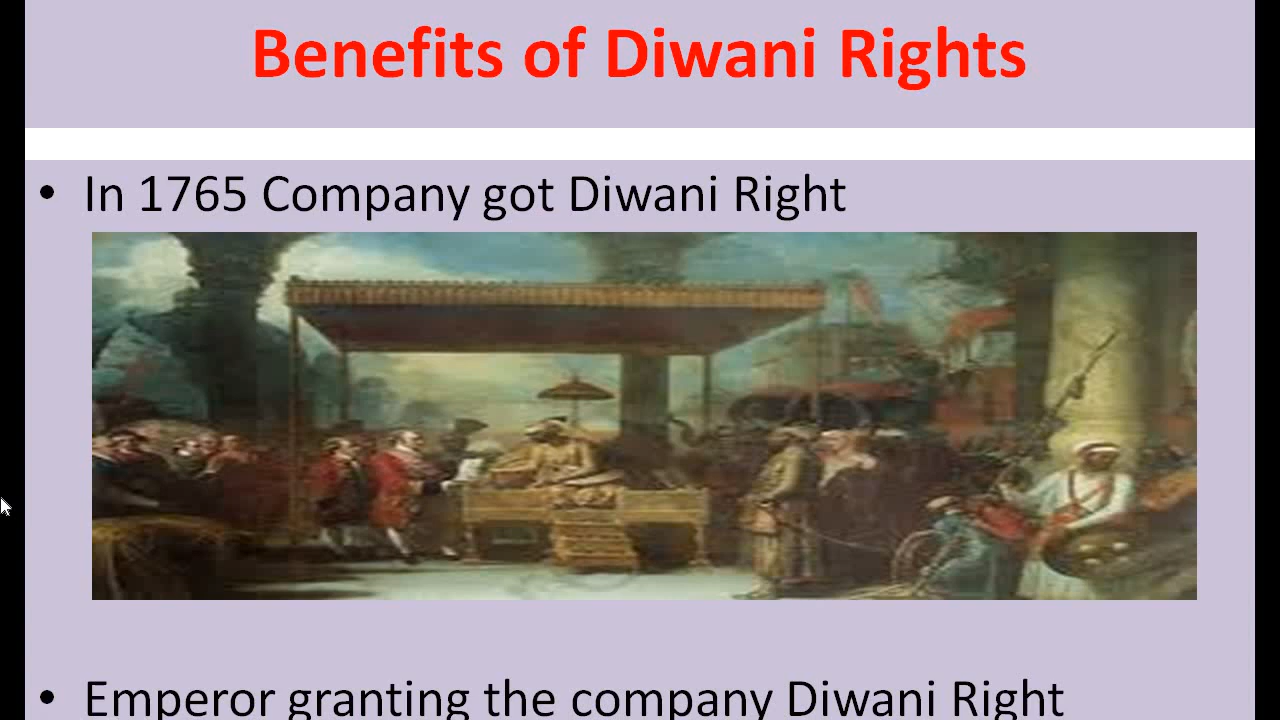 Benefits of Diwani Rights
• In 1765 Company got Diwani Right
• Emperor granting the company Diwani Right